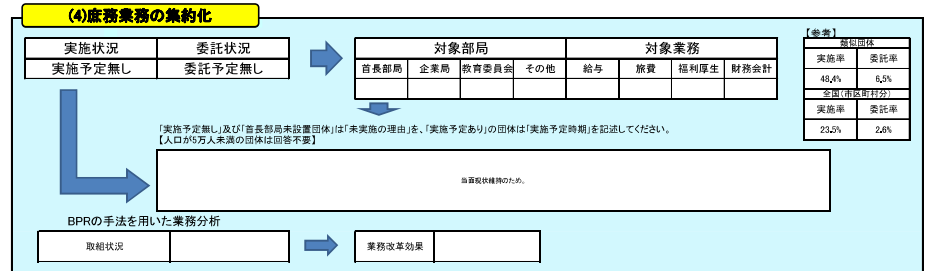 (4)庶務業務の集約化
【参考】
実施状況 委託状況
実施予定無し 委託予定無し
対象部局 対象業務
首長部局 企業局 教育委員会 その他 給与 旅費 福利厚生 財務会計
類似団体
実施率 委託率
48.4% 6.5%
全国(市区町村分)
実施率 委託率
23.5% 2.6%
「実施予定無し」及び「首長部局未設置団体」は「未実施の理由」を、「実施予定あり」の団体は「実施予定時期」を記述してください。
【人口が5万人未満の団体は回答不要】
当面現状維持のため。
BPRの手法を用いた業務分析
取組状況
業務改革効果